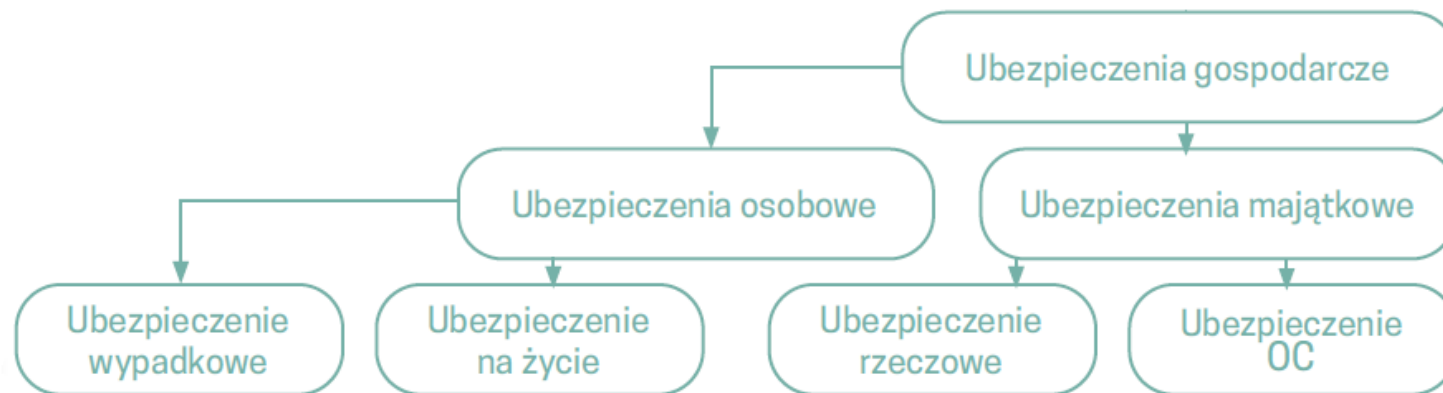 Ubezpieczenia gospodarcze
Ubezpieczenia osobowe
Ubezpieczenia majątkowe
Ubezpieczenie
wypadkowe
Ubezpieczenie
na życie
Ubezpieczenie
rzeczowe
Ubezpieczenie
OC